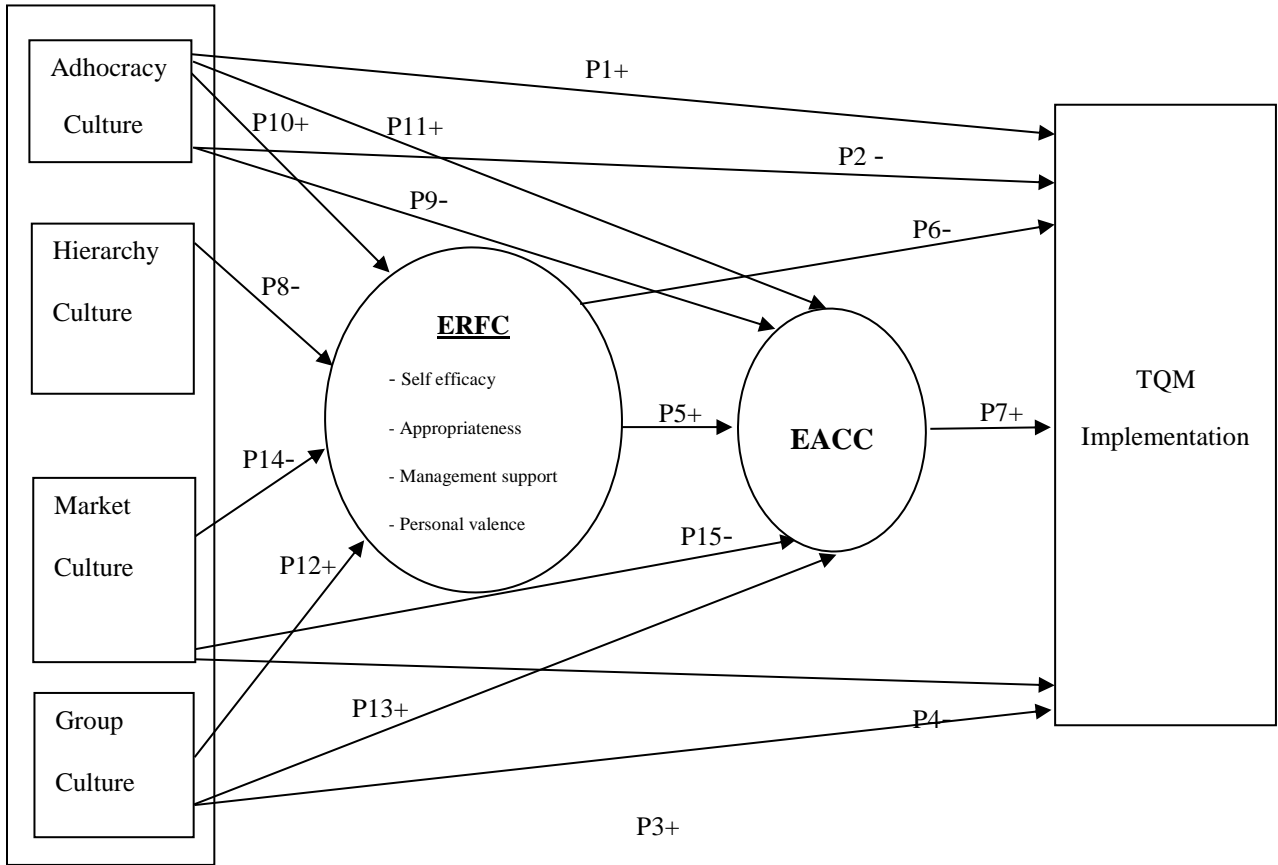 Adhocracy
Culture
Hierarchy
Culture
Market
Culture
Group
Culture
P1+
P10+
P11+
P2 -
P9-
P6-
P8-
ERFC
- Self efficacy
- Appropriateness
- Management support
- Personal valence
P5+
EACC
P7+
TQM
Implementation
P14-
P15-
P12+
P13+
P4-
P3+